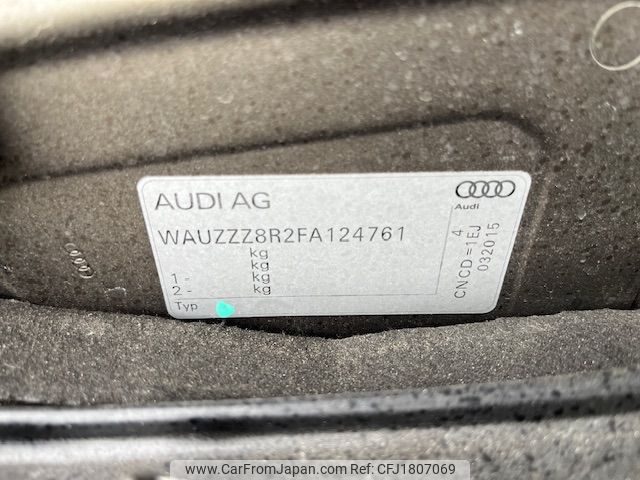 AUDI AG
Audi
WAUZZZ8R2FA124761
kg
kg
1 - kg
2 - kg
Typ
4
CNCD=1EJ
032015
www.CarFromJapan.com Ref: CFJ1807069